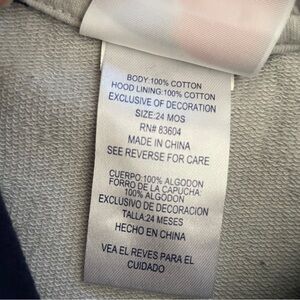 BODY:100% COTTON
HOOD LINING:100% COTTON
EXCLUSIVE OF DECORATION
SIZE:24 MOS
RN# 83604
MADE IN CHINA
SEE REVERSE FOR CARE
CUERPO:100% ALGODON
FORRO DE LA CAPUCHA:
100% ALGODON
EXCLUSIVO DE DECORACION
TALLA:24 MESES
HECHO EN CHINA
VEA EL REVES PARA EL
CUIDADO